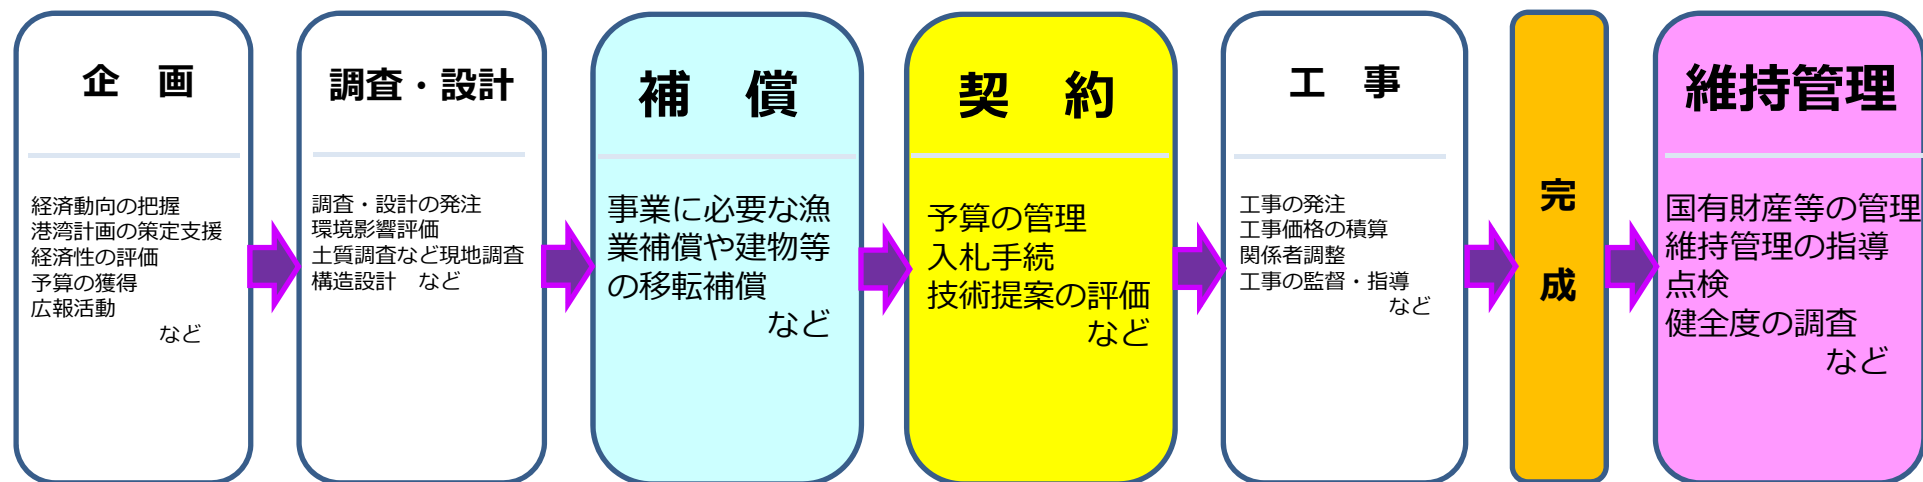 企　画
経済動向の把握
港湾計画の策定支援
経済性の評価
予算の獲得
広報活動
など
調査・設計
調査・設計の発注
環境影響評価
土質調査など現地調査
構造設計　など
補　償
事業に必要な漁
業補償や建物等
の移転補償
など
契　約
予算の管理
入札手続
技術提案の評価
など
工　事
工事の発注
工事価格の積算
関係者調整
工事の監督・指導
など
完
成
維持管理
国有財産等の管理
維持管理の指導
点検
健全度の調査
など